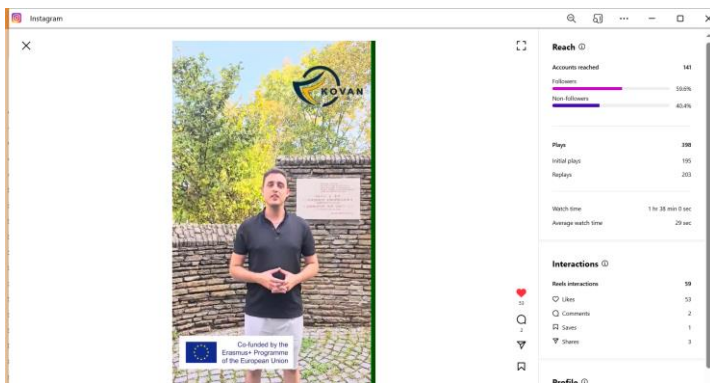 Instagram
KOVAN
Co-funded by the
Erasmus+ Programme
of the European Union
53
2
Reach
Accounts reached 141
Followers
59.6%
Non-followers
40.4%
Plays 398
Initial plays 195
Replays 203
Watch time 1 hr 38 min 0 sec
Average watch time 29 sec
Interactions
Reels interactions 59
Likes 53
Comments 2
Saves 1
Shares 3
Profile